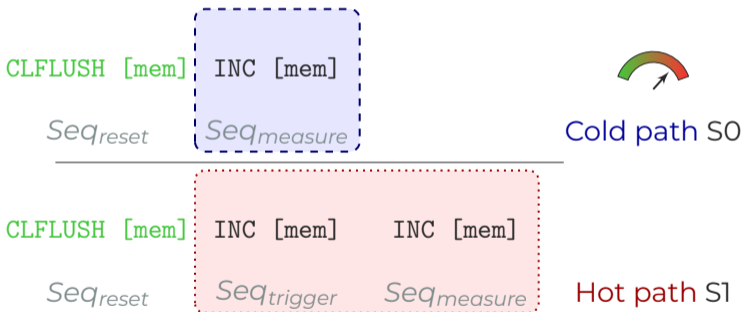 CLFLUSH [mem] INC [mem]
Seqreset Seqmeasure Cold path S0
CLFLUSH [mem] INC [mem] INC [mem]
Seqreset Seqtrigger Seqmeasure Hot path S1